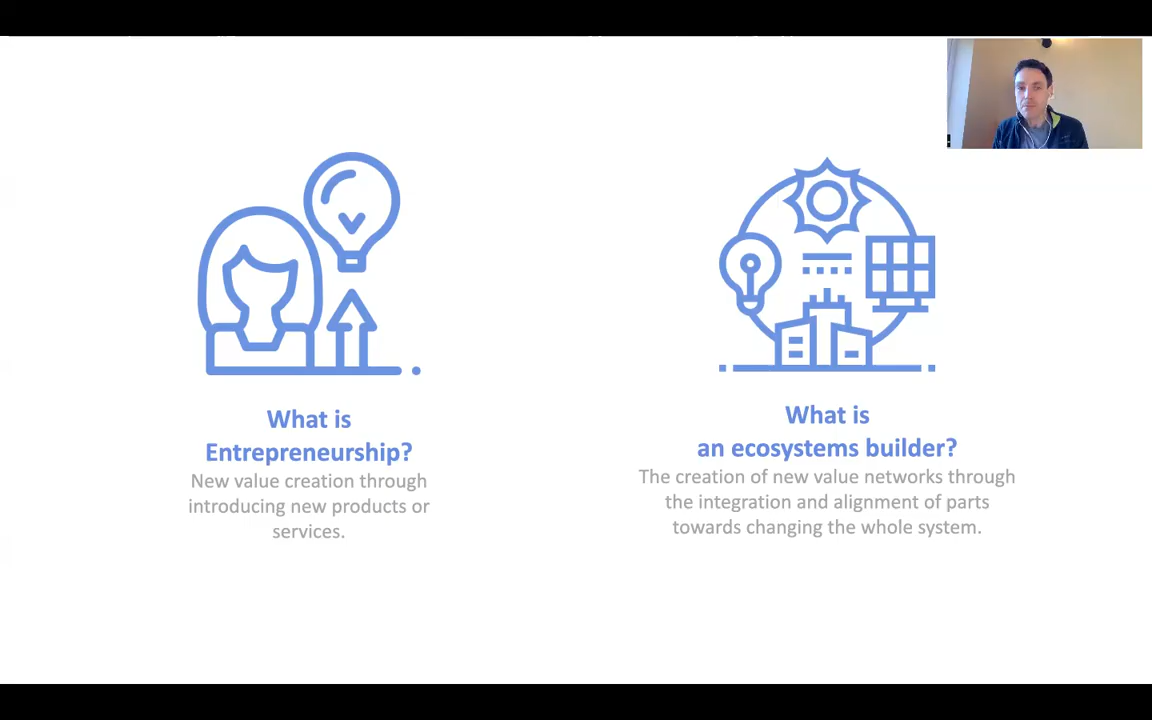 What is
Entrepreneurship?
New value creation through
introducing new products or
services.
What is
an ecosystems builder?
The creation of new value networks through
the integration and alignment of parts
towards changing the whole system.